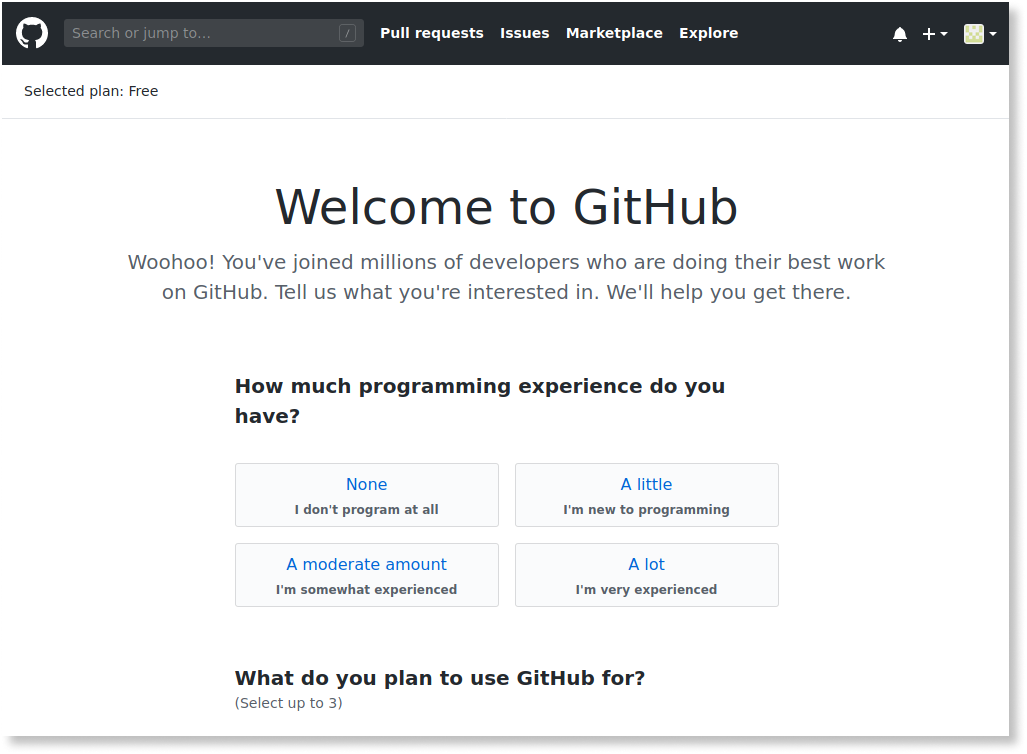 Search or jump to...
/
Pull requests
Issues
Marketplace
Explore
Selected plan: Free
Welcome to GitHub
Woohoo! You've joined millions of developers who are doing their best work
on GitHub. Tell us what you're interested in. We'll help you get there.
How much programming experience do you
have?
None
I don't program at all
A little
I'm new to programming
A moderate amount
I'm somewhat experienced
A lot
I'm very experienced
What do you plan to use GitHub for?
(Select up to 3)